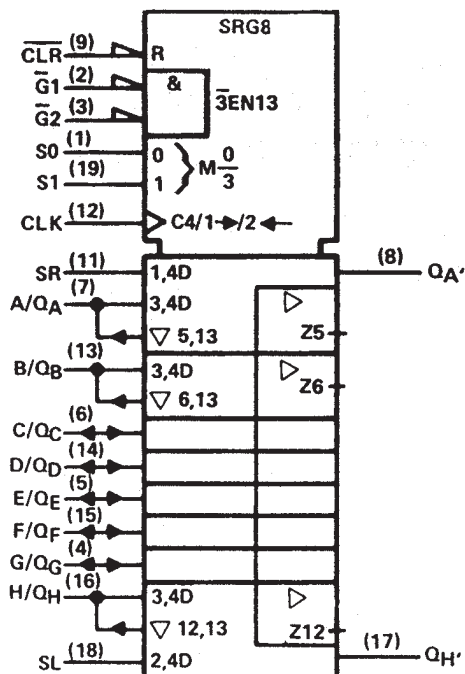 SRG8
CLR (9) R
G1 (2) &
3EN13
G2 (3)
S0 (1) 0
M 0/3
S1 (19) 1
CLK (12) C4/1→/2←
SR (11) 1,4D (8) QA'
A/QA (7) 3,4D
5,13 Z5
B/QB (13) 3,4D
6,13 Z6
C/QC (6)
D/QD (14)
E/QE (5)
F/QF (15)
G/QG (4)
H/QH (16) 3,4D
12,13 Z12
SL (18) 2,4D (17) QH'